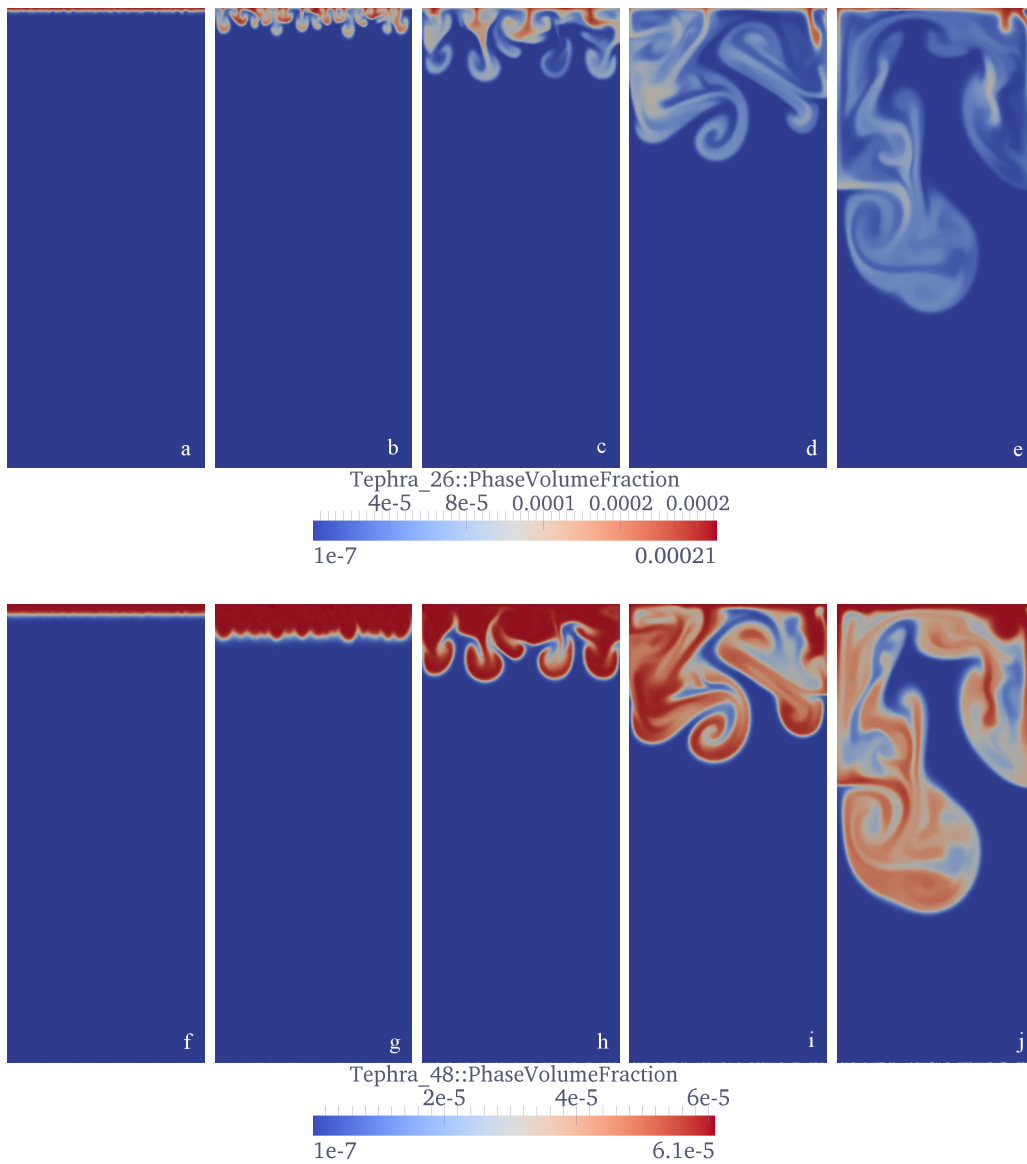 a b c d e
Tephra_26::PhaseVolumeFraction
4e-5 8e-5 0.0001 0.0002 0.0002
1e-7 0.00021
f g h i j
Tephra_48::PhaseVolumeFraction
2e-5 4e-5 6e-5
1e-7 6.1e-5